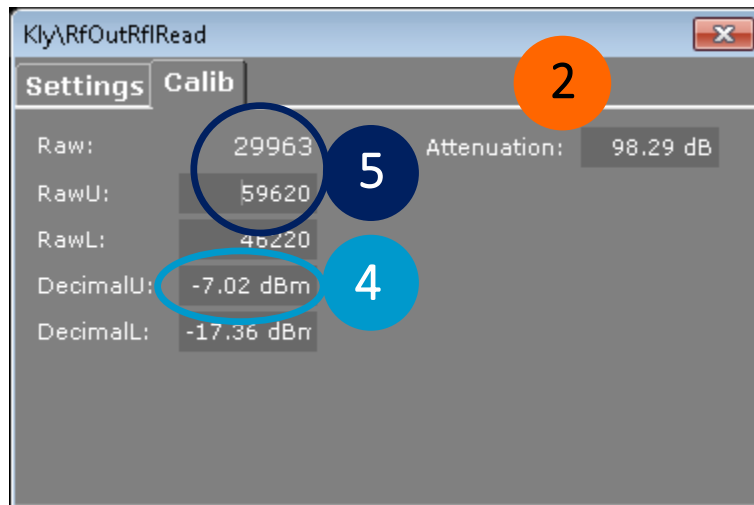 Kly\RfOutRflRead
Settings Calib
2
Raw: 29963 Attenuation: 98.29 dB
5
RawU: 59620
RawL: 46220
DecimalU: -7.02 dBm 4
DecimalL: -17.36 dBm